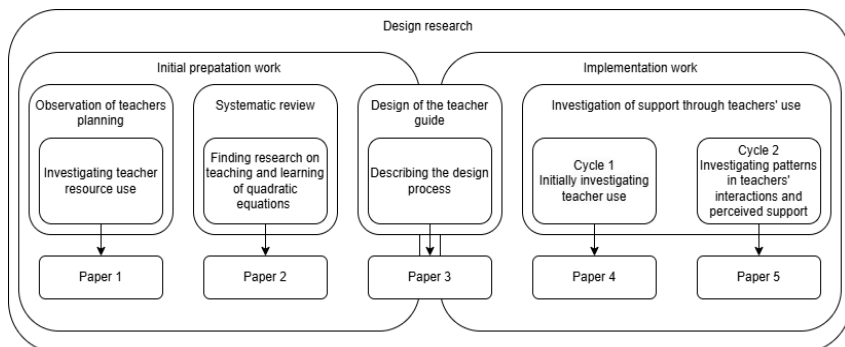 Design research
Initial prepatation work
Implementation work
Observation of teachers
planning
Systematic review
Design of the teacher
guide
Investigation of support through teachers' use
Investigating teacher
resource use
Finding research on
teaching and learning
of quadratic
equations
Describing the design
process
Cycle 1
Initially investigating
teacher use
Cycle 2
Investigating patterns
in teachers'
interactions and
perceived support
Paper 1
Paper 2
Paper 3
Paper 4
Paper 5